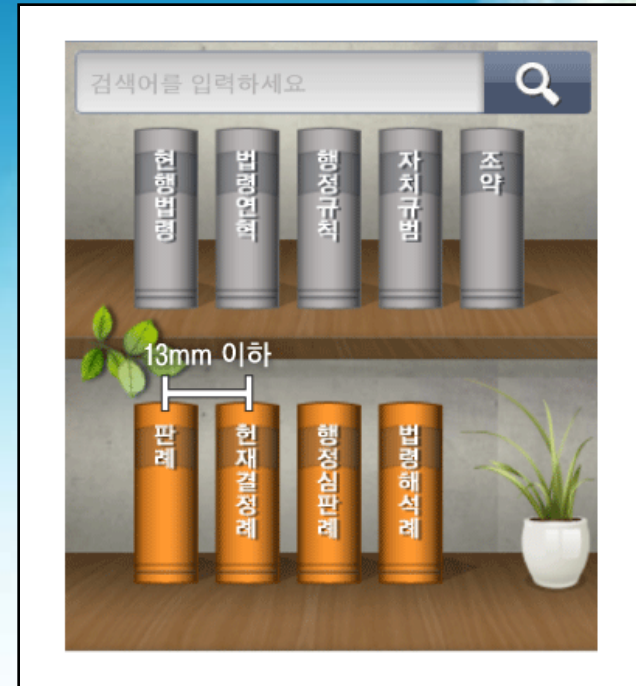 검색어를 입력하세요
현행법령
법령연혁
행정규칙
자치규범
조약
13mm 이하
판례
헌재결정례
행정심판례
법령해석례